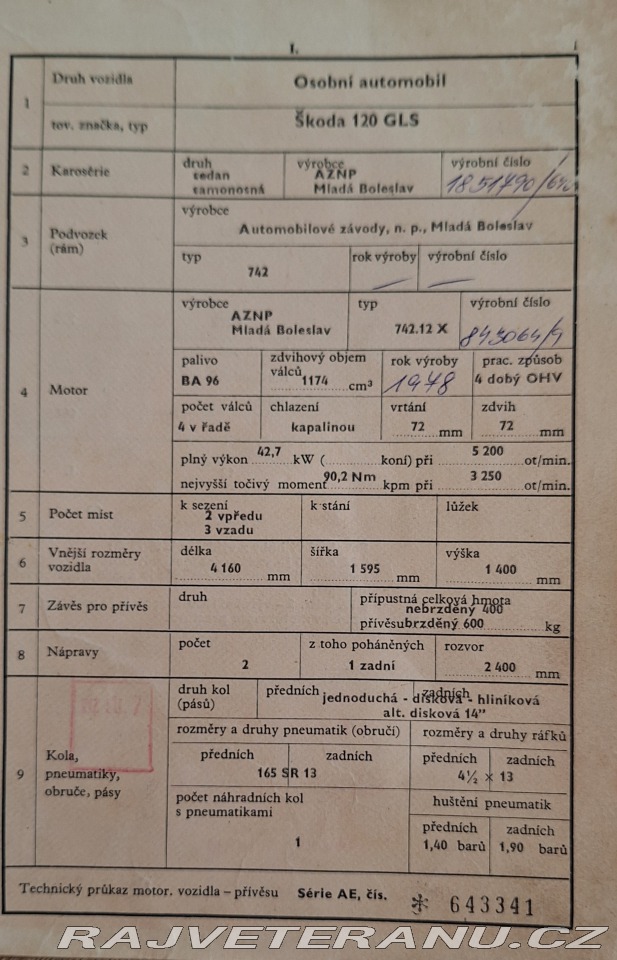 I.
1 Druh vozidla Osobní automobil
tov. značka, typ Škoda 120 GLS
2 Karosérie druh sedan samonosná výrobce AZNP Mladá Boleslav výrobní číslo 1851790/
3 Podvozek (rám) výrobce Automobilové závody, n. p., Mladá Boleslav
typ 742 rok výroby — výrobní číslo —
4 Motor výrobce AZNP Mladá Boleslav typ 742.12 X výrobní číslo 843064/9
palivo BA 96 zdvihový objem válců 1174 cm³ rok výroby 1978 prac. způsob 4 dobý OHV
počet válců 4 v řadě chlazení kapalinou vrtání 72 mm zdvih 72 mm
plný výkon 42,7 kW ( koní) při 5 200 ot/min.
nejvyšší točivý moment 90,2 Nm kpm při 3 250 ot/min.
5 Počet míst k sezení 2 vpředu 3 vzadu k stání lůžek
6 Vnější rozměry vozidla délka 4 160 mm šířka 1 595 mm výška 1 400 mm
7 Závěs pro přívěs druh přípustná celková hmota nebrzděný 400
přívěsu brzděný 600 kg
8 Nápravy počet 2 z toho poháněných 1 zadní rozvor 2 400 mm
9 Kola, pneumatiky, obruče, pásy druh kol (pásů) předních zadních
jednoduchá - disková - hliníková
alt. disková 14"
rozměry a druhy pneumatik (obručí) rozměry a druhy ráfků
předních zadních předních zadních
165 SR 13 4½ × 13
počet náhradních kol s pneumatikami 1 huštění pneumatik
předních zadních
1,40 barů 1,90 barů
Technický průkaz motor. vozidla – přívěsu Série AE, čís. 643341
RAJVETERANU.CZ